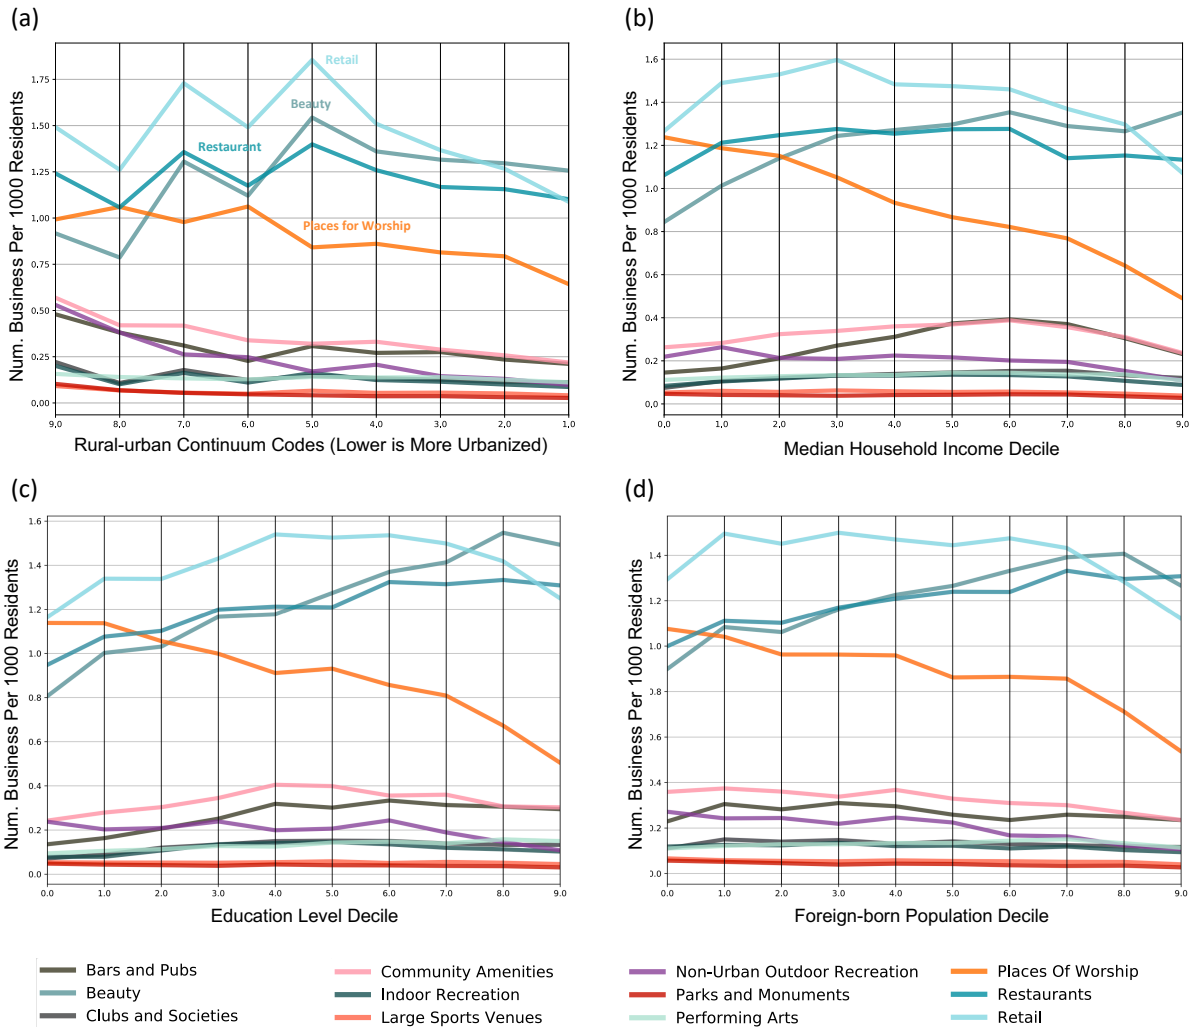 (a)
(b)
Num. Business Per 1000 Residents
1.75
1.50
1.25
1.00
0.75
0.50
0.25
0.00
Retail
Beauty
Restaurant
Places for Worship
9.0 8.0 7.0 6.0 5.0 4.0 3.0 2.0 1.0
Rural-urban Continuum Codes (Lower is More Urbanized)
Num. Business Per 1000 Residents
1.6
1.4
1.2
1.0
0.8
0.6
0.4
0.2
0.0
0.0 1.0 2.0 3.0 4.0 5.0 6.0 7.0 8.0 9.0
Median Household Income Decile
(c)
(d)
Num. Business Per 1000 Residents
1.6
1.4
1.2
1.0
0.8
0.6
0.4
0.2
0.0
0.0 1.0 2.0 3.0 4.0 5.0 6.0 7.0 8.0 9.0
Education Level Decile
Num. Business Per 1000 Residents
1.4
1.2
1.0
0.8
0.6
0.4
0.2
0.0
0.0 1.0 2.0 3.0 4.0 5.0 6.0 7.0 8.0 9.0
Foreign-born Population Decile
Bars and Pubs
Beauty
Clubs and Societies
Community Amenities
Indoor Recreation
Large Sports Venues
Non-Urban Outdoor Recreation
Parks and Monuments
Performing Arts
Places Of Worship
Restaurants
Retail